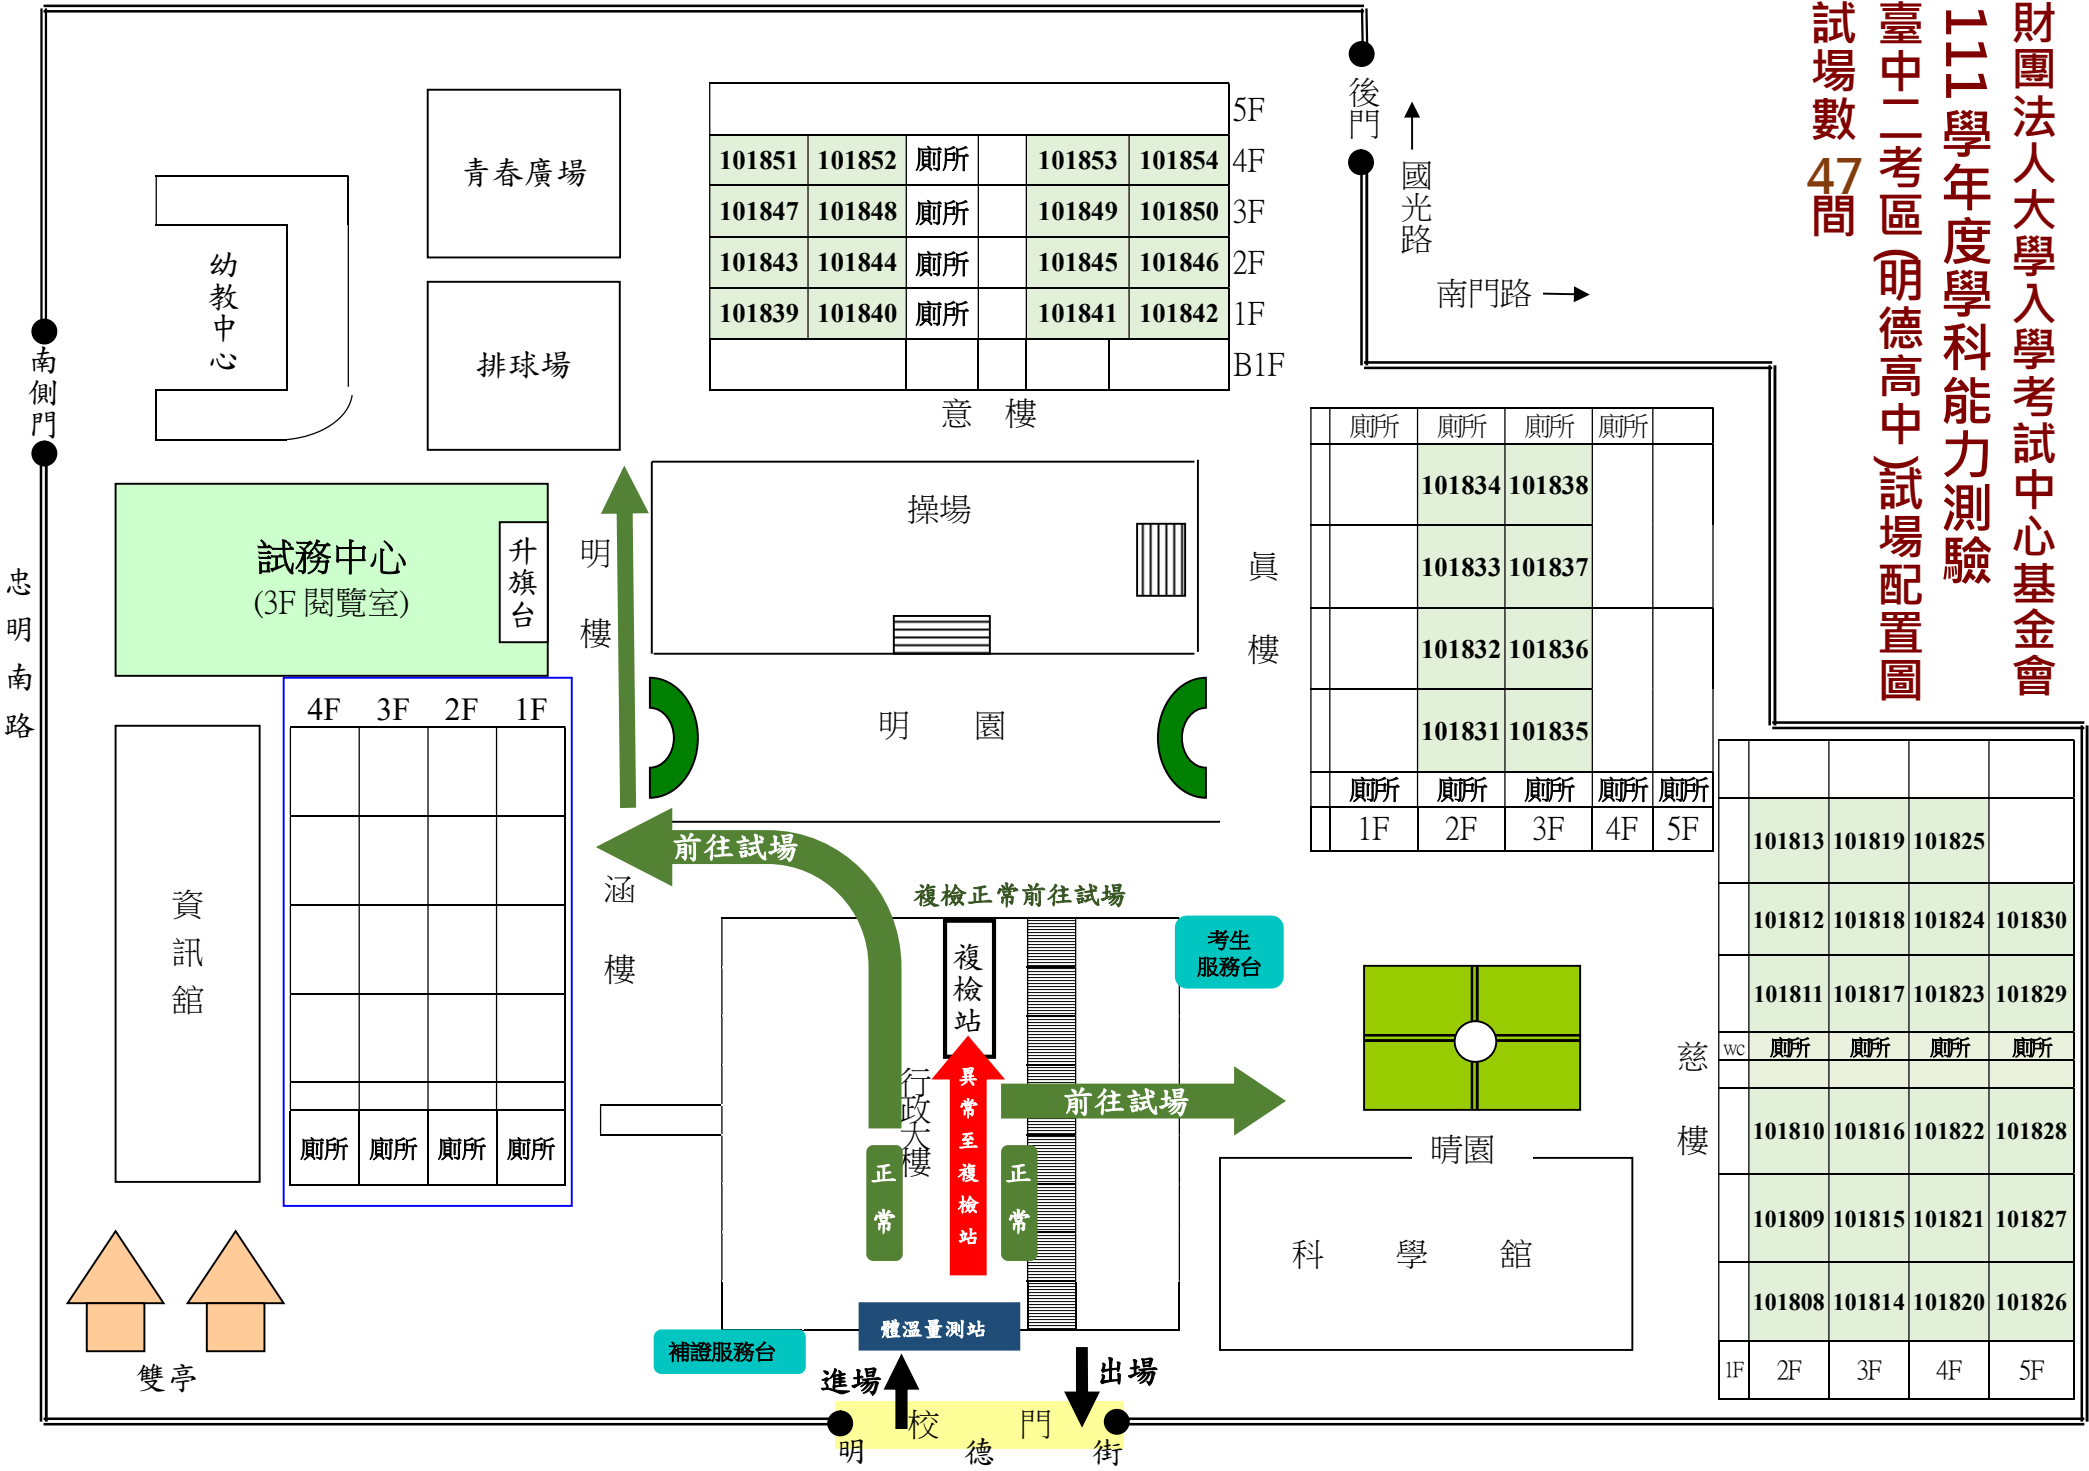 財團法人大學入學考試中心基金會
111學年度學科能力測驗
臺中二考區(明德高中)試場配置圖
試場數 47間
後門
國光路
南門路
青春廣場
排球場
幼教中心
南側門
忠明南路
5F
101851 101852 廁所 101853 101854 4F
101847 101848 廁所 101849 101850 3F
101843 101844 廁所 101845 101846 2F
101839 101840 廁所 101841 101842 1F
B1F
意 樓
試務中心
(3F 閱覽室)
升旗台
明樓
操場
明 園
眞樓
廁所 廁所 廁所 廁所
101834 101838
101833 101837
101832 101836
101831 101835
廁所 廁所 廁所 廁所 廁所
1F 2F 3F 4F 5F
4F 3F 2F 1F
廁所 廁所 廁所 廁所
資訊舘
涵樓
前往試場
複檢正常前往試場
複檢站
考生
服務台
行政大樓
異常至複檢站
前往試場
正常
正常
體溫量測站
補證服務台
進場
出場
校 門
明 德 街
雙亭
晴園
科 學 舘
慈樓
101813 101819 101825
101812 101818 101824 101830
101811 101817 101823 101829
WC 廁所 廁所 廁所 廁所
101810 101816 101822 101828
101809 101815 101821 101827
101808 101814 101820 101826
1F 2F 3F 4F 5F